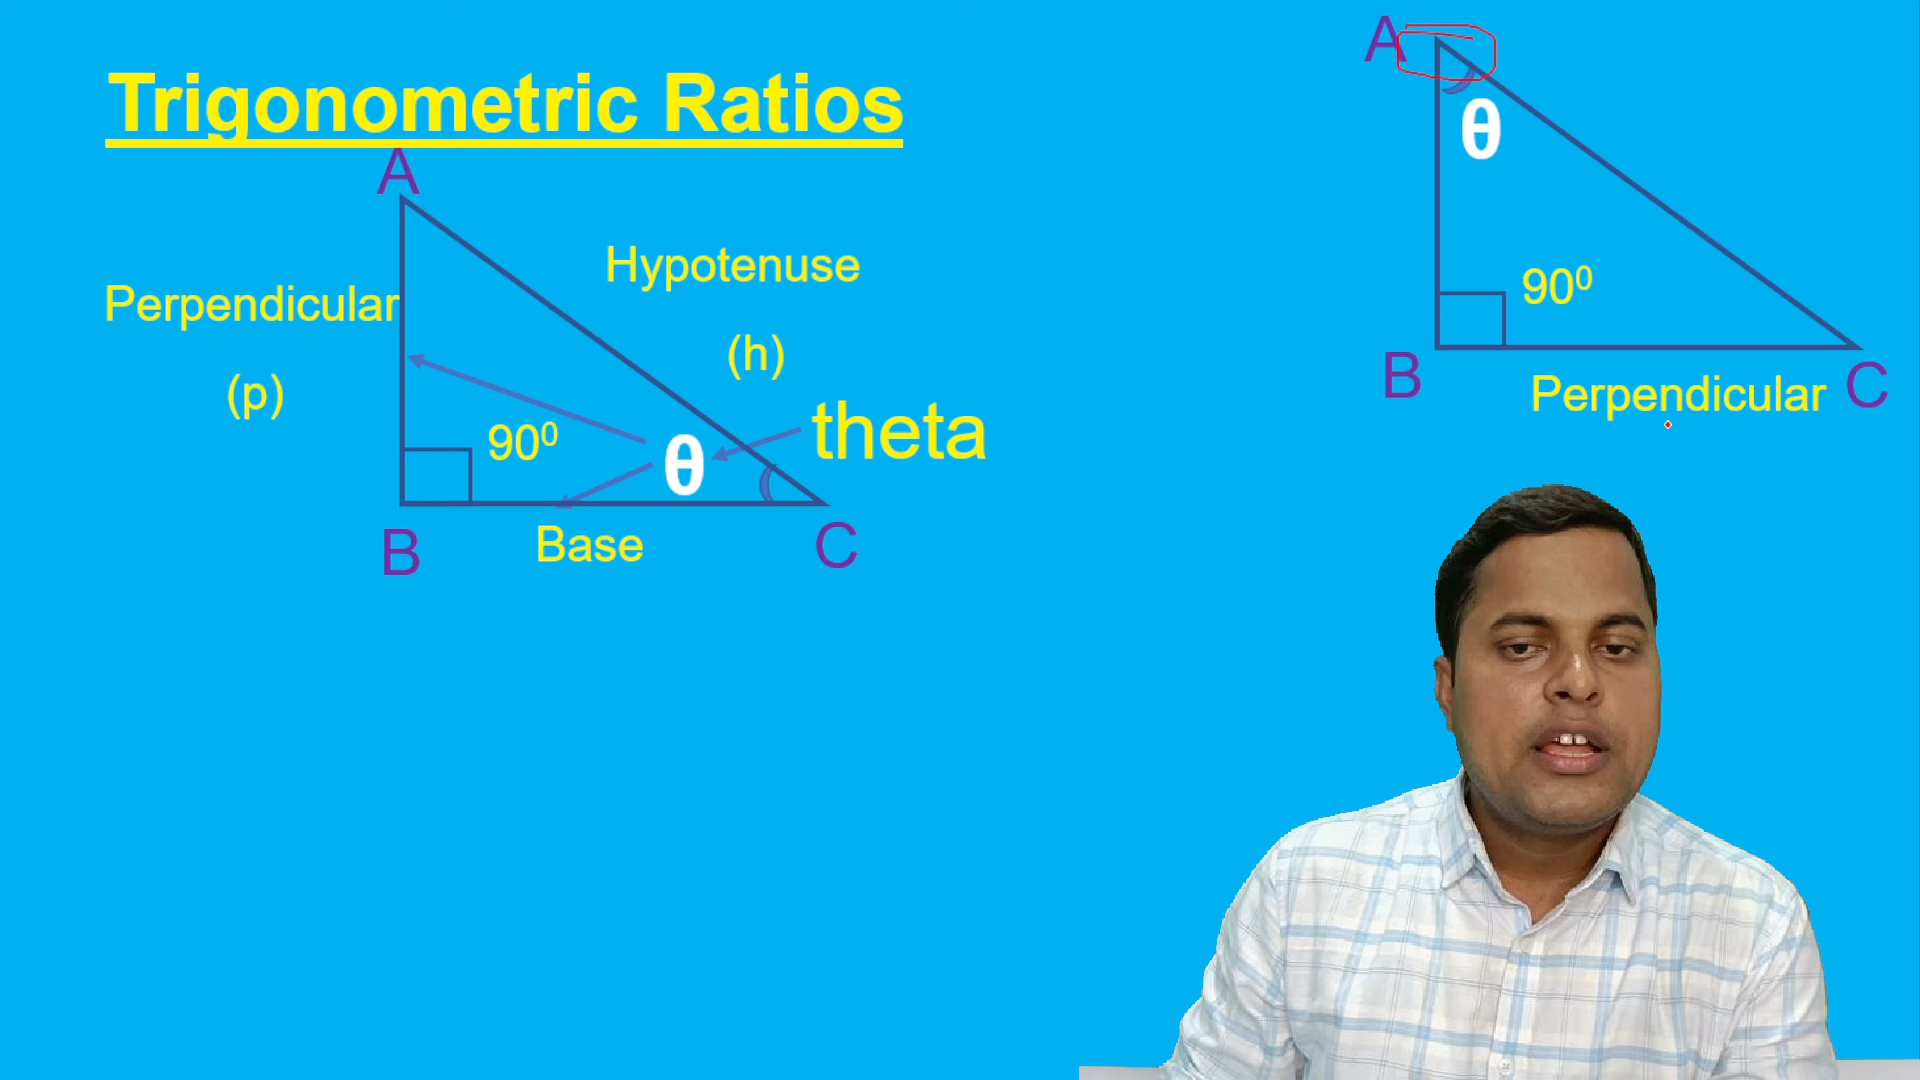 Trigonometric Ratios
A
Perpendicular
(p)
Hypotenuse
(h)
90⁰
θ
theta
B
Base
C
A
θ
90⁰
B
Perpendicular
C